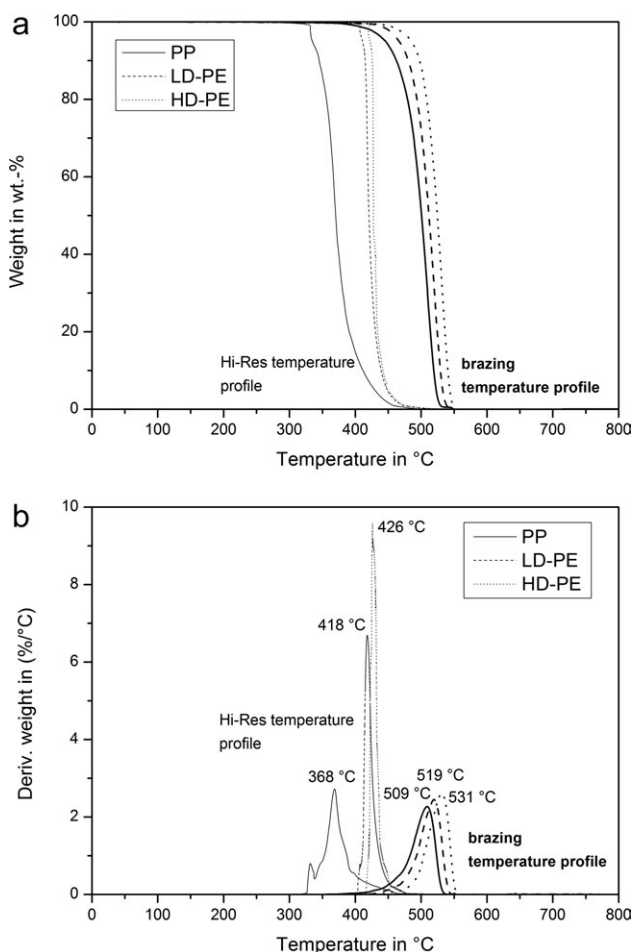 a
100
80
60
40
20
0
Weight in wt.-%
PP
LD-PE
HD-PE
Hi-Res temperature
profile
brazing
temperature profile
0 100 200 300 400 500 600 700 800
Temperature in °C
b
10
8
6
4
2
0
Deriv. weight in (%/°C)
426 °C
PP
LD-PE
HD-PE
418 °C
Hi-Res temperature
profile
368 °C
519 °C
509 °C
531 °C
brazing
temperature profile
0 100 200 300 400 500 600 700 800
Temperature in °C